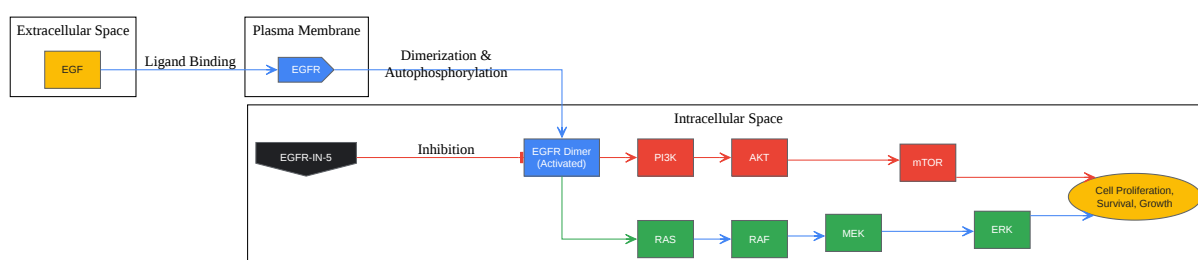 Extracellular Space
EGF
Ligand Binding
Plasma Membrane
EGFR
Dimerization &
Autophosphorylation
Intracellular Space
EGFR-IN-5
Inhibition
EGFR Dimer
(Activated)
PI3K
AKT
mTOR
Cell Proliferation,
Survival, Growth
RAS
RAF
MEK
ERK